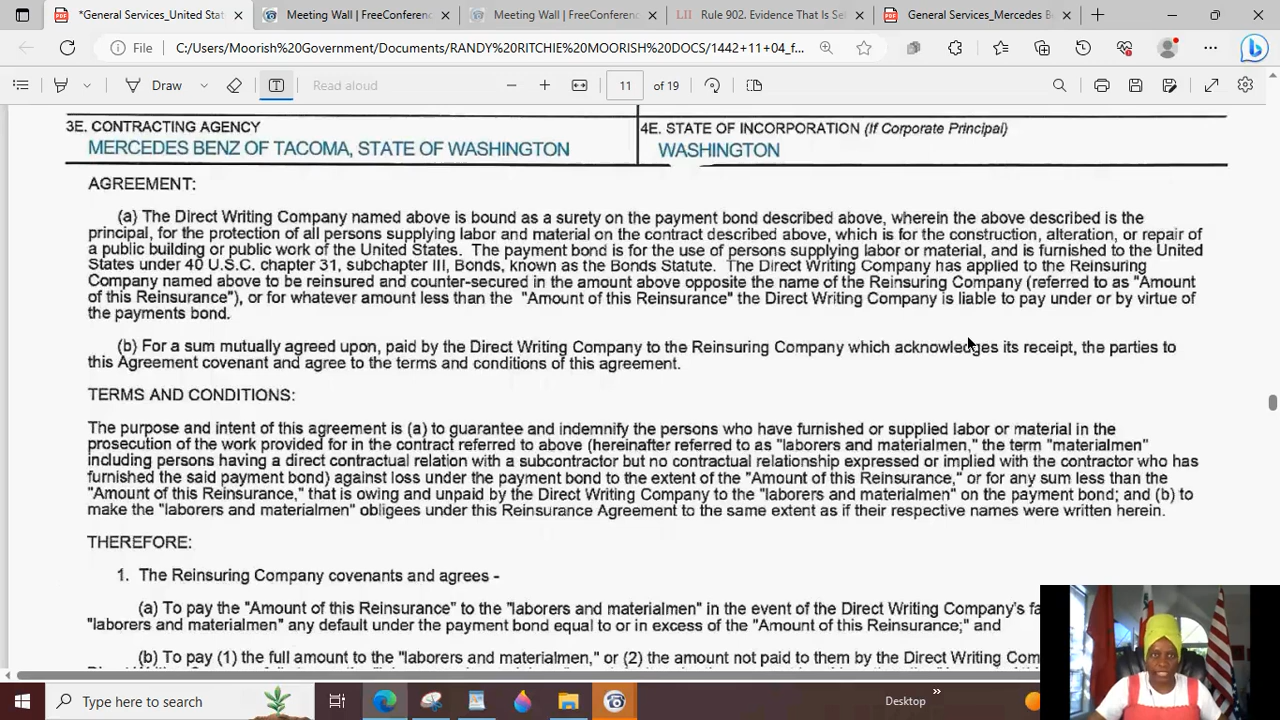 *General Services_United Stat
Meeting Wall | FreeConferenc
Meeting Wall | FreeConferenc
Rule 902. Evidence That Is Sel
General Services_Mercedes Be
File
C:/Users/Moorish%20Government/Documents/RANDY%20RITCHIE%20MOORISH%20DOCS/1442+11+04_f...
Draw
Read aloud
11 of 19
3E. CONTRACTING AGENCY
MERCEDES BENZ OF TACOMA, STATE OF WASHINGTON
4E. STATE OF INCORPORATION (If Corporate Principal)
WASHINGTON
AGREEMENT:
(a) The Direct Writing Company named above is bound as a surety on the payment bond described above, wherein the above described is the
principal, for the protection of all persons supplying labor and material on the contract described above, which is for the construction, alteration, or repair of
a public building or public work of the United States. The payment bond is for the use of persons supplying labor or material, and is furnished to the United
States under 40 U.S.C. chapter 31, subchapter III, Bonds, known as the Bonds Statute. The Direct Writing Company has applied to the Reinsuring
Company named above to be reinsured and counter-secured in the amount above opposite the name of the Reinsuring Company (referred to as "Amount
of this Reinsurance"), or for whatever amount less than the "Amount of this Reinsurance" the Direct Writing Company is liable to pay under or by virtue of
the payments bond.
(b) For a sum mutually agreed upon, paid by the Direct Writing Company to the Reinsuring Company which acknowledges its receipt, the parties to
this Agreement covenant and agree to the terms and conditions of this agreement.
TERMS AND CONDITIONS:
The purpose and intent of this agreement is (a) to guarantee and indemnify the persons who have furnished or supplied labor or material in the
prosecution of the work provided for in the contract referred to above (hereinafter referred to as "laborers and materialmen," the term "materialmen"
including persons having a direct contractual relation with a subcontractor but no contractual relationship expressed or implied with the contractor who has
furnished the said payment bond) against loss under the payment bond to the extent of the "Amount of this Reinsurance," or for any sum less than the
"Amount of this Reinsurance," that is owing and unpaid by the Direct Writing Company to the "laborers and materialmen" on the payment bond; and (b) to
make the "laborers and materialmen" obligees under this Reinsurance Agreement to the same extent as if their respective names were written herein.
THEREFORE:
1. The Reinsuring Company covenants and agrees -
(a) To pay the "Amount of this Reinsurance" to the "laborers and materialmen" in the event of the Direct Writing Company's fa
"laborers and materialmen" any default under the payment bond equal to or in excess of the "Amount of this Reinsurance;" and
(b) To pay (1) the full amount to the "laborers and materialmen," or (2) the amount not paid to them by the Direct Writing Com
Type here to search
Desktop